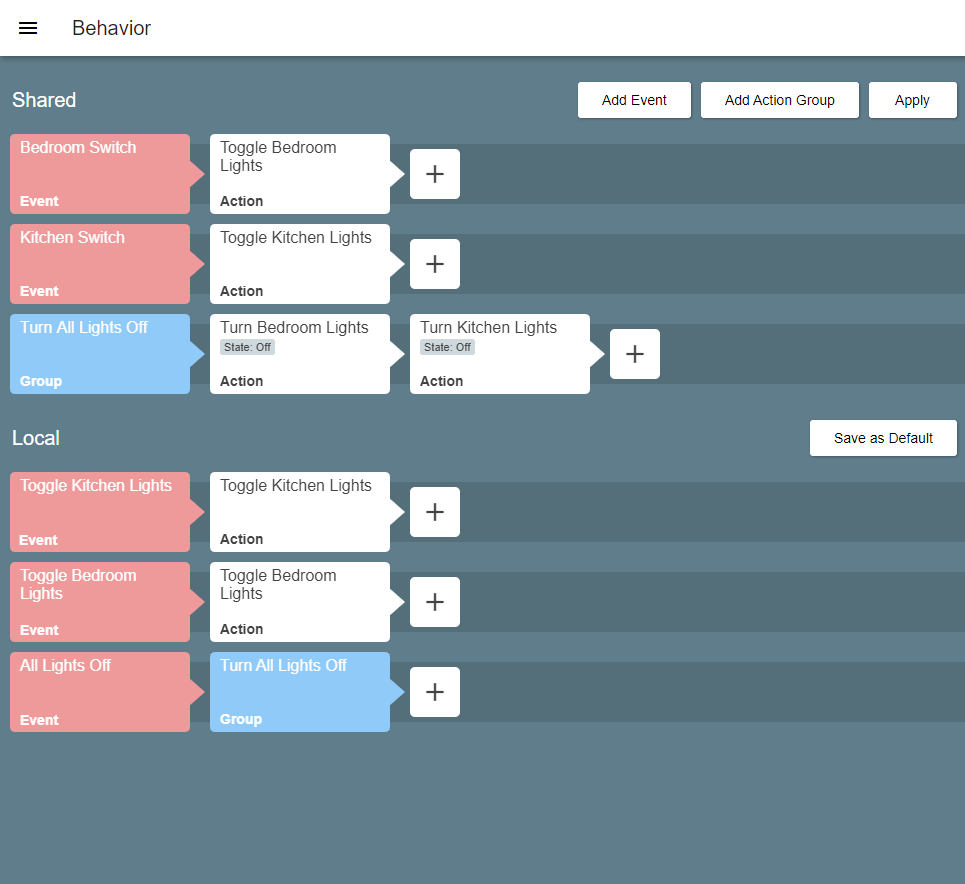 Behavior
Shared
Add Event
Add Action Group
Apply
Bedroom Switch
Event
Toggle Bedroom
Lights
Action
Kitchen Switch
Event
Toggle Kitchen Lights
Action
Turn All Lights Off
Group
Turn Bedroom Lights
State: Off
Action
Turn Kitchen Lights
State: Off
Action
Local
Save as Default
Toggle Kitchen Lights
Event
Toggle Kitchen Lights
Action
Toggle Bedroom
Lights
Event
Toggle Bedroom
Lights
Action
All Lights Off
Event
Turn All Lights Off
Group